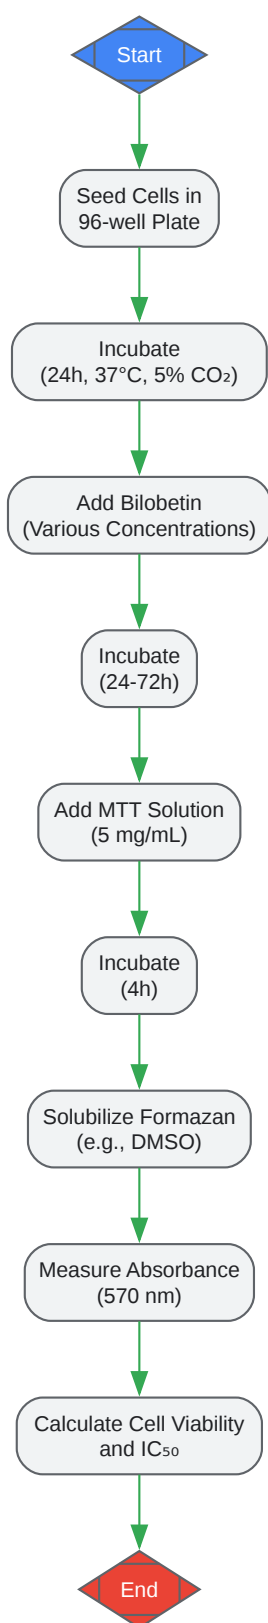 Start
Seed Cells in
96-well Plate
Incubate
(24h, 37°C, 5% CO₂)
Add Bilobetin
(Various Concentrations)
Incubate
(24-72h)
Add MTT Solution
(5 mg/mL)
Incubate
(4h)
Solubilize Formazan
(e.g., DMSO)
Measure Absorbance
(570 nm)
Calculate Cell Viability
and IC₅₀
End